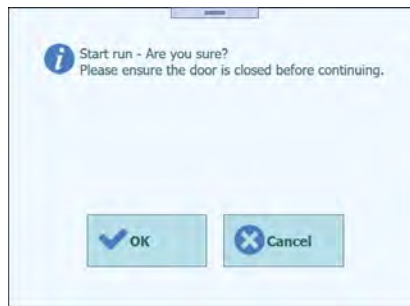 Start run - Are you sure?
Please ensure the door is closed before continuing.
OK
Cancel